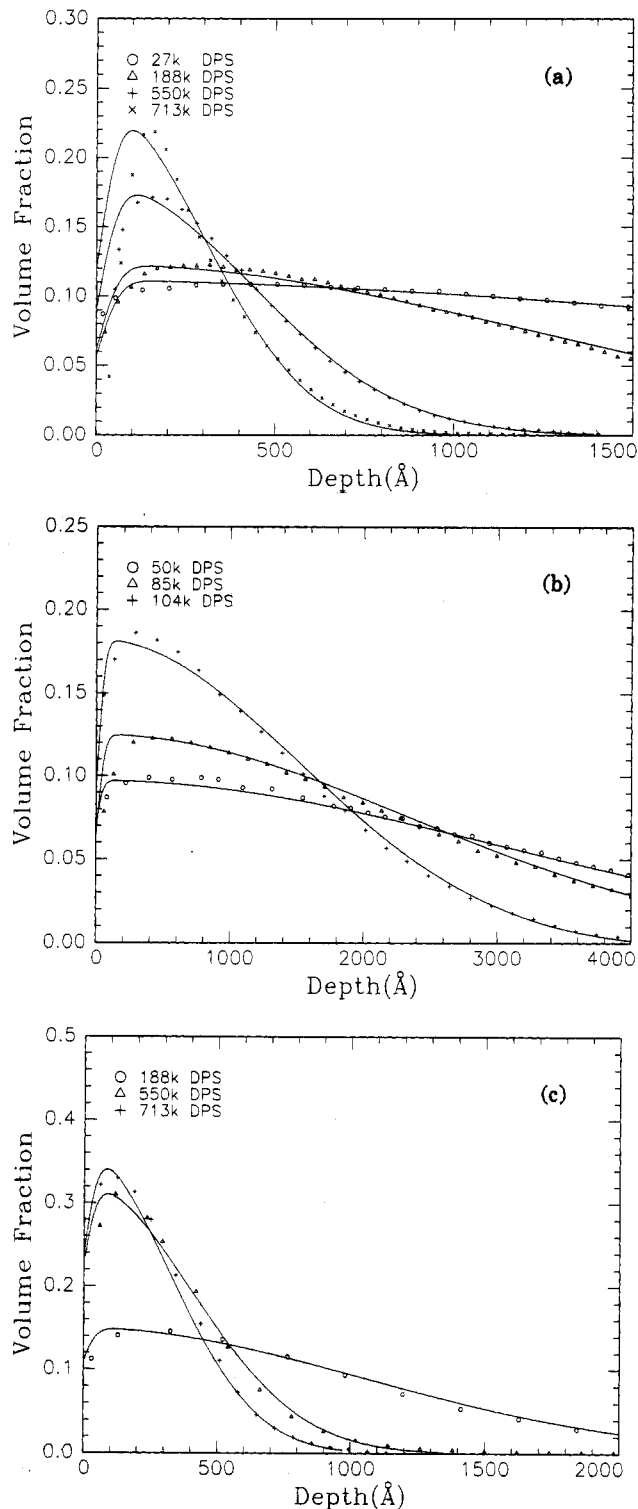 0.30
0.25
0.20
0.15
0.10
0.05
0.00
Volume Fraction
(a)
○ 27k DPS
△ 188k DPS
+ 550k DPS
× 713k DPS
0 500 1000 1500
Depth(Å)
0.25
0.20
0.15
0.10
0.05
0.00
Volume Fraction
(b)
○ 50k DPS
△ 85k DPS
+ 104k DPS
0 1000 2000 3000 4000
Depth(Å)
0.5
0.4
0.3
0.2
0.1
0.0
Volume Fraction
(c)
○ 188k DPS
△ 550k DPS
+ 713k DPS
0 500 1000 1500 2000
Depth(Å)